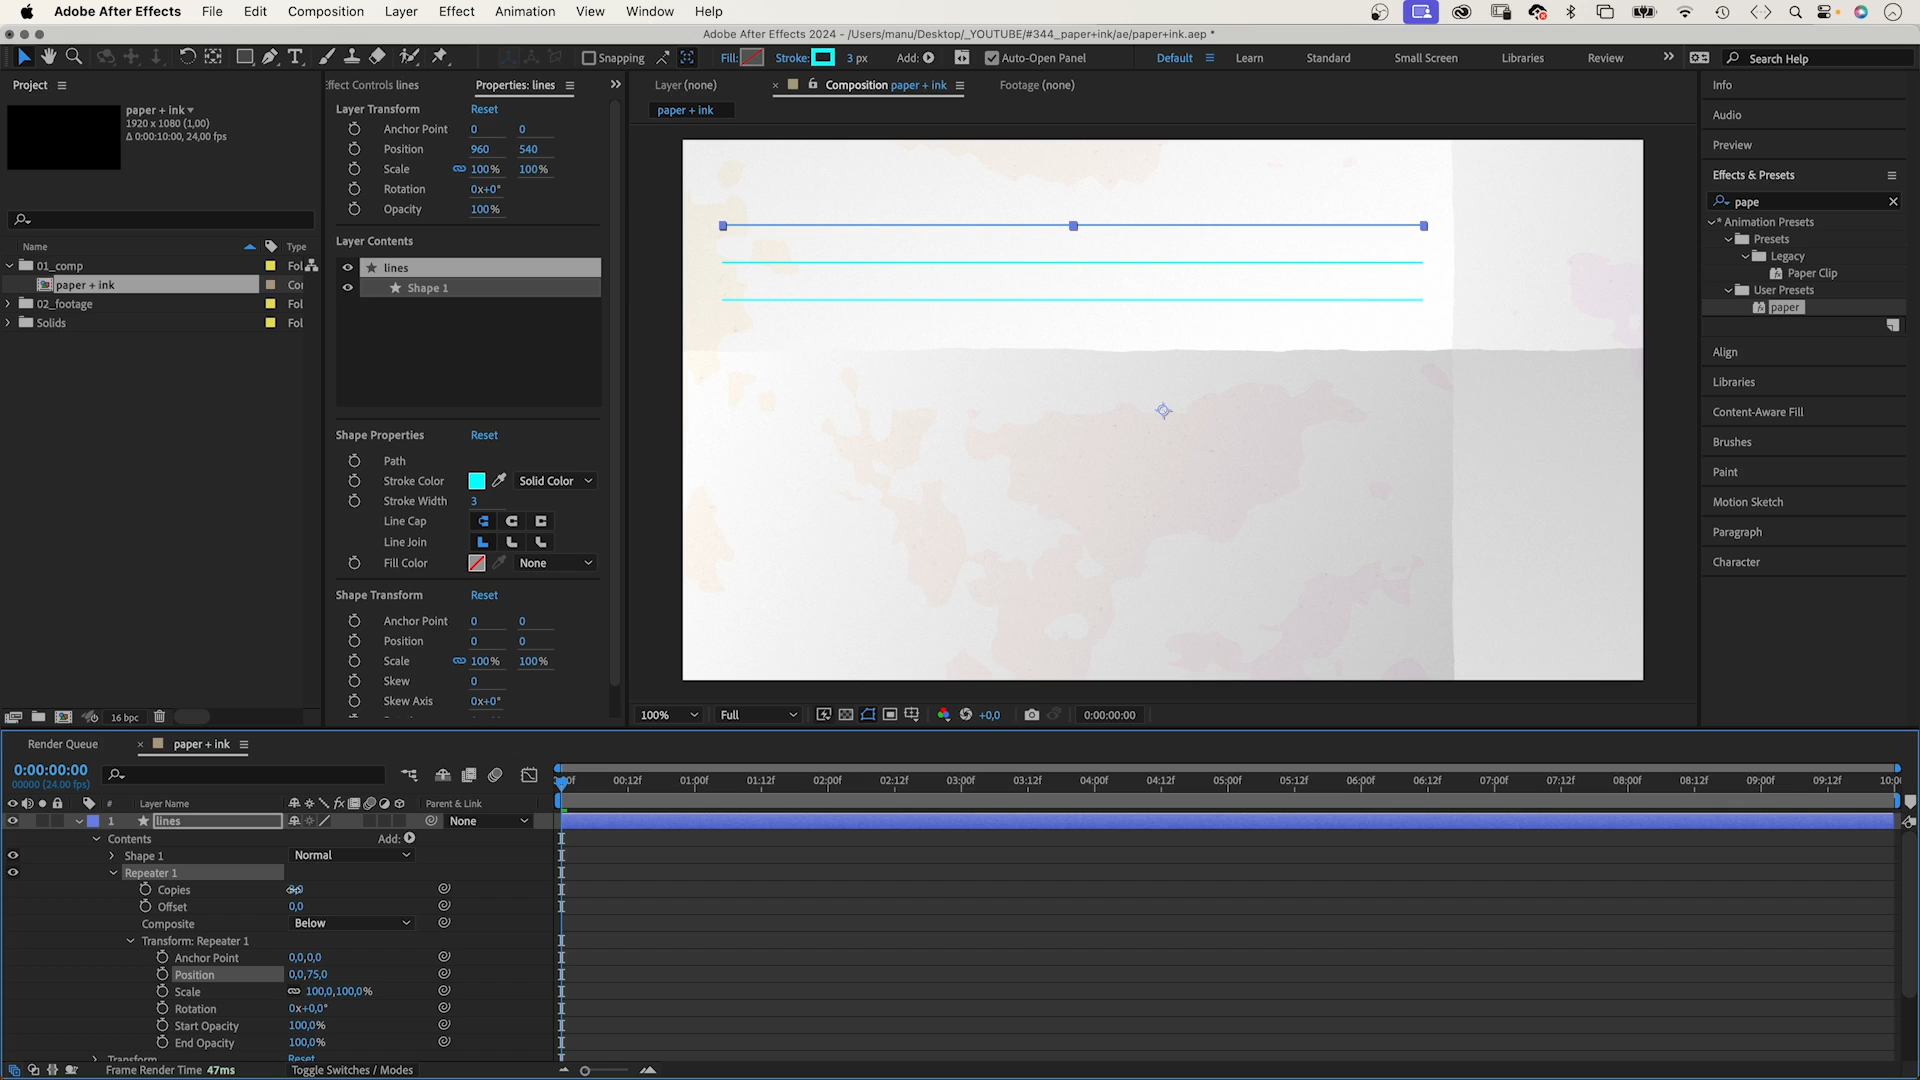 Adobe After Effects File Edit Composition Layer Effect Animation View Window Help
Adobe After Effects 2024 - /Users/manu/Desktop/_YOUTUBE/#344_paper+ink/ae/paper+ink.aep *
Snapping Fill: Stroke: 3 px Add: Auto-Open Panel Default Learn Standard Small Screen Libraries Review Search Help
Project
paper + ink
1920 x 1080 (1,00)
Δ 0:00:10:00, 24,00 fps
Name Type
01_comp Fol
paper + ink Coi
02_footage Fol
Solids Fol
16 bpc
Effect Controls lines Properties: lines
Layer Transform Reset
Anchor Point 0 0
Position 960 540
Scale 100% 100%
Rotation 0x+0°
Opacity 100%
Layer Contents
lines
Shape 1
Shape Properties Reset
Path
Stroke Color Solid Color
Stroke Width 3
Line Cap
Line Join
Fill Color None
Shape Transform Reset
Anchor Point 0 0
Position 0 0
Scale 100% 100%
Skew 0
Skew Axis 0x+0°
Layer (none) Composition paper + ink Footage (none)
paper + ink
100% Full +0,0 0:00:00:00
Info
Audio
Preview
Effects & Presets
pape
* Animation Presets
Presets
Legacy
Paper Clip
User Presets
paper
Align
Libraries
Content-Aware Fill
Brushes
Paint
Motion Sketch
Paragraph
Character
Render Queue paper + ink
0:00:00:00
00000 (24.00 fps)
00:12f 01:00f 01:12f 02:00f 02:12f 03:00f 03:12f 04:00f 04:12f 05:00f 05:12f 06:00f 06:12f 07:00f 07:12f 08:00f 08:12f 09:00f 09:12f 10:00
# Layer Name fx Parent & Link
1 lines None
Contents Add:
Shape 1 Normal
Repeater 1
Copies
Offset 0,0
Composite Below
Transform: Repeater 1
Anchor Point 0,0,0,0
Position 0,0,75,0
Scale 100,0,100,0%
Rotation 0x+0,0°
Start Opacity 100,0%
End Opacity 100,0%
Transform Reset
Frame Render Time 47ms Toggle Switches / Modes